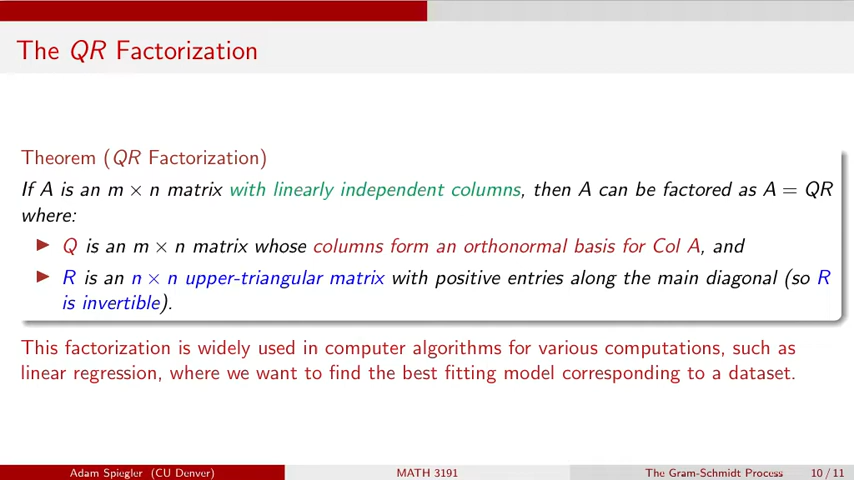 The QR Factorization
Theorem (QR Factorization)
If A is an m × n matrix with linearly independent columns, then A can be factored as A = QR
where:
▶ Q is an m × n matrix whose columns form an orthonormal basis for Col A, and
▶ R is an n × n upper-triangular matrix with positive entries along the main diagonal (so R
is invertible).
This factorization is widely used in computer algorithms for various computations, such as
linear regression, where we want to find the best fitting model corresponding to a dataset.
Adam Spiegler (CU Denver) MATH 3191 The Gram-Schmidt Process 10 / 11